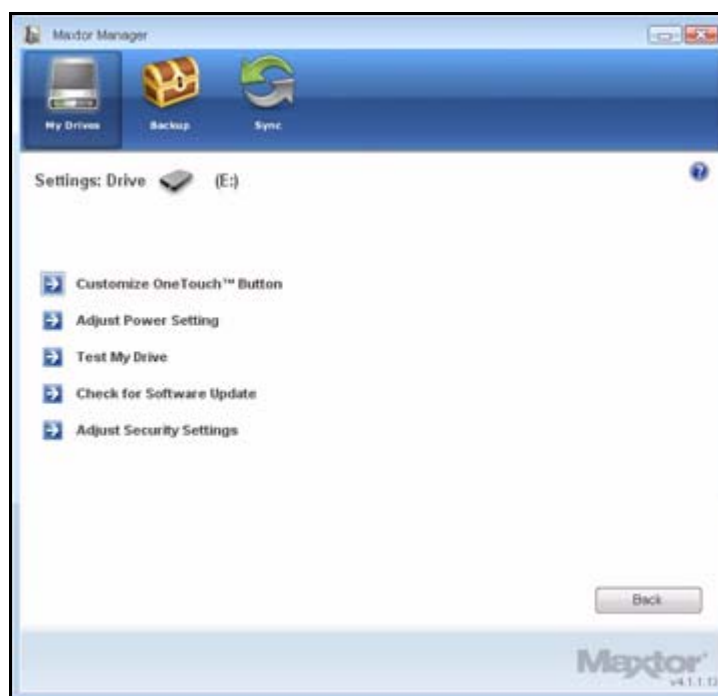 Maxtor Manager
My Drives Backup Sync
Settings: Drive (E:)
Customize OneTouch™ Button
Adjust Power Setting
Test My Drive
Check for Software Update
Adjust Security Settings
Back
Maxtor